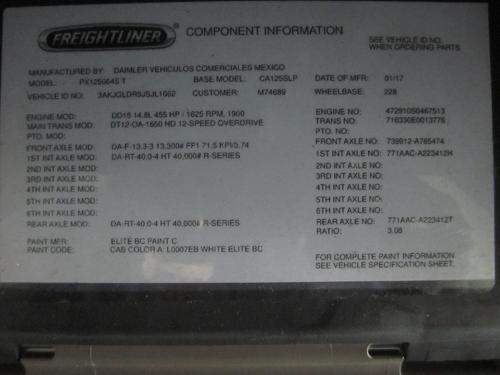 FREIGHTLINER COMPONENT INFORMATION
SEE VEHICLE ID NO.
WHEN ORDERING PARTS
MANUFACTURED BY: DAIMLER VEHICULOS COMERCIALES MEXICO
MODEL: PX125064S T BASE MODEL: CA125SLP DATE OF MFR: 01/17
VEHICLE ID NO: 3AKJGLDR9JSJL1662 CUSTOMER: M74689 WHEELBASE: 228
ENGINE MOD: DD15 14.8L 455 HP / 1625 RPM, 1900 ENGINE NO: 472910S0467513
MAIN TRANS MOD: DT12-OA-1650 HD 12-SPEED OVERDRIVE TRANS NO: 716330E0013776
PTO. MOD: PTO. NO:
FRONT AXLE MOD: DA-F-13.3-3 13,300# FF1 71.5 KPI/3.74 FRONT AXLE NO: 739912-A765474
1ST INT AXLE MOD: DA-RT-40.0-4 HT 40,000# R-SERIES 1ST INT AXLE NO: 771AAC-A223412H
2ND INT AXLE MOD: 2ND INT AXLE NO:
3RD INT AXLE MOD: 3RD INT AXLE NO:
4TH INT AXLE MOD: 4TH INT AXLE NO:
5TH INT AXLE MOD: 5TH INT AXLE NO:
6TH INT AXLE MOD: 6TH INT AXLE NO:
REAR AXLE MOD: DA-RT-40.0-4 HT 40,000# R-SERIES REAR AXLE NO: 771AAC-A223412T
RATIO: 3.08
PAINT MFR: ELITE BC PAINT C
PAINT CODE: CAB COLOR A: L0007EB WHITE ELITE BC
FOR COMPLETE PAINT INFORMATION
SEE VEHICLE SPECIFICATION SHEET.